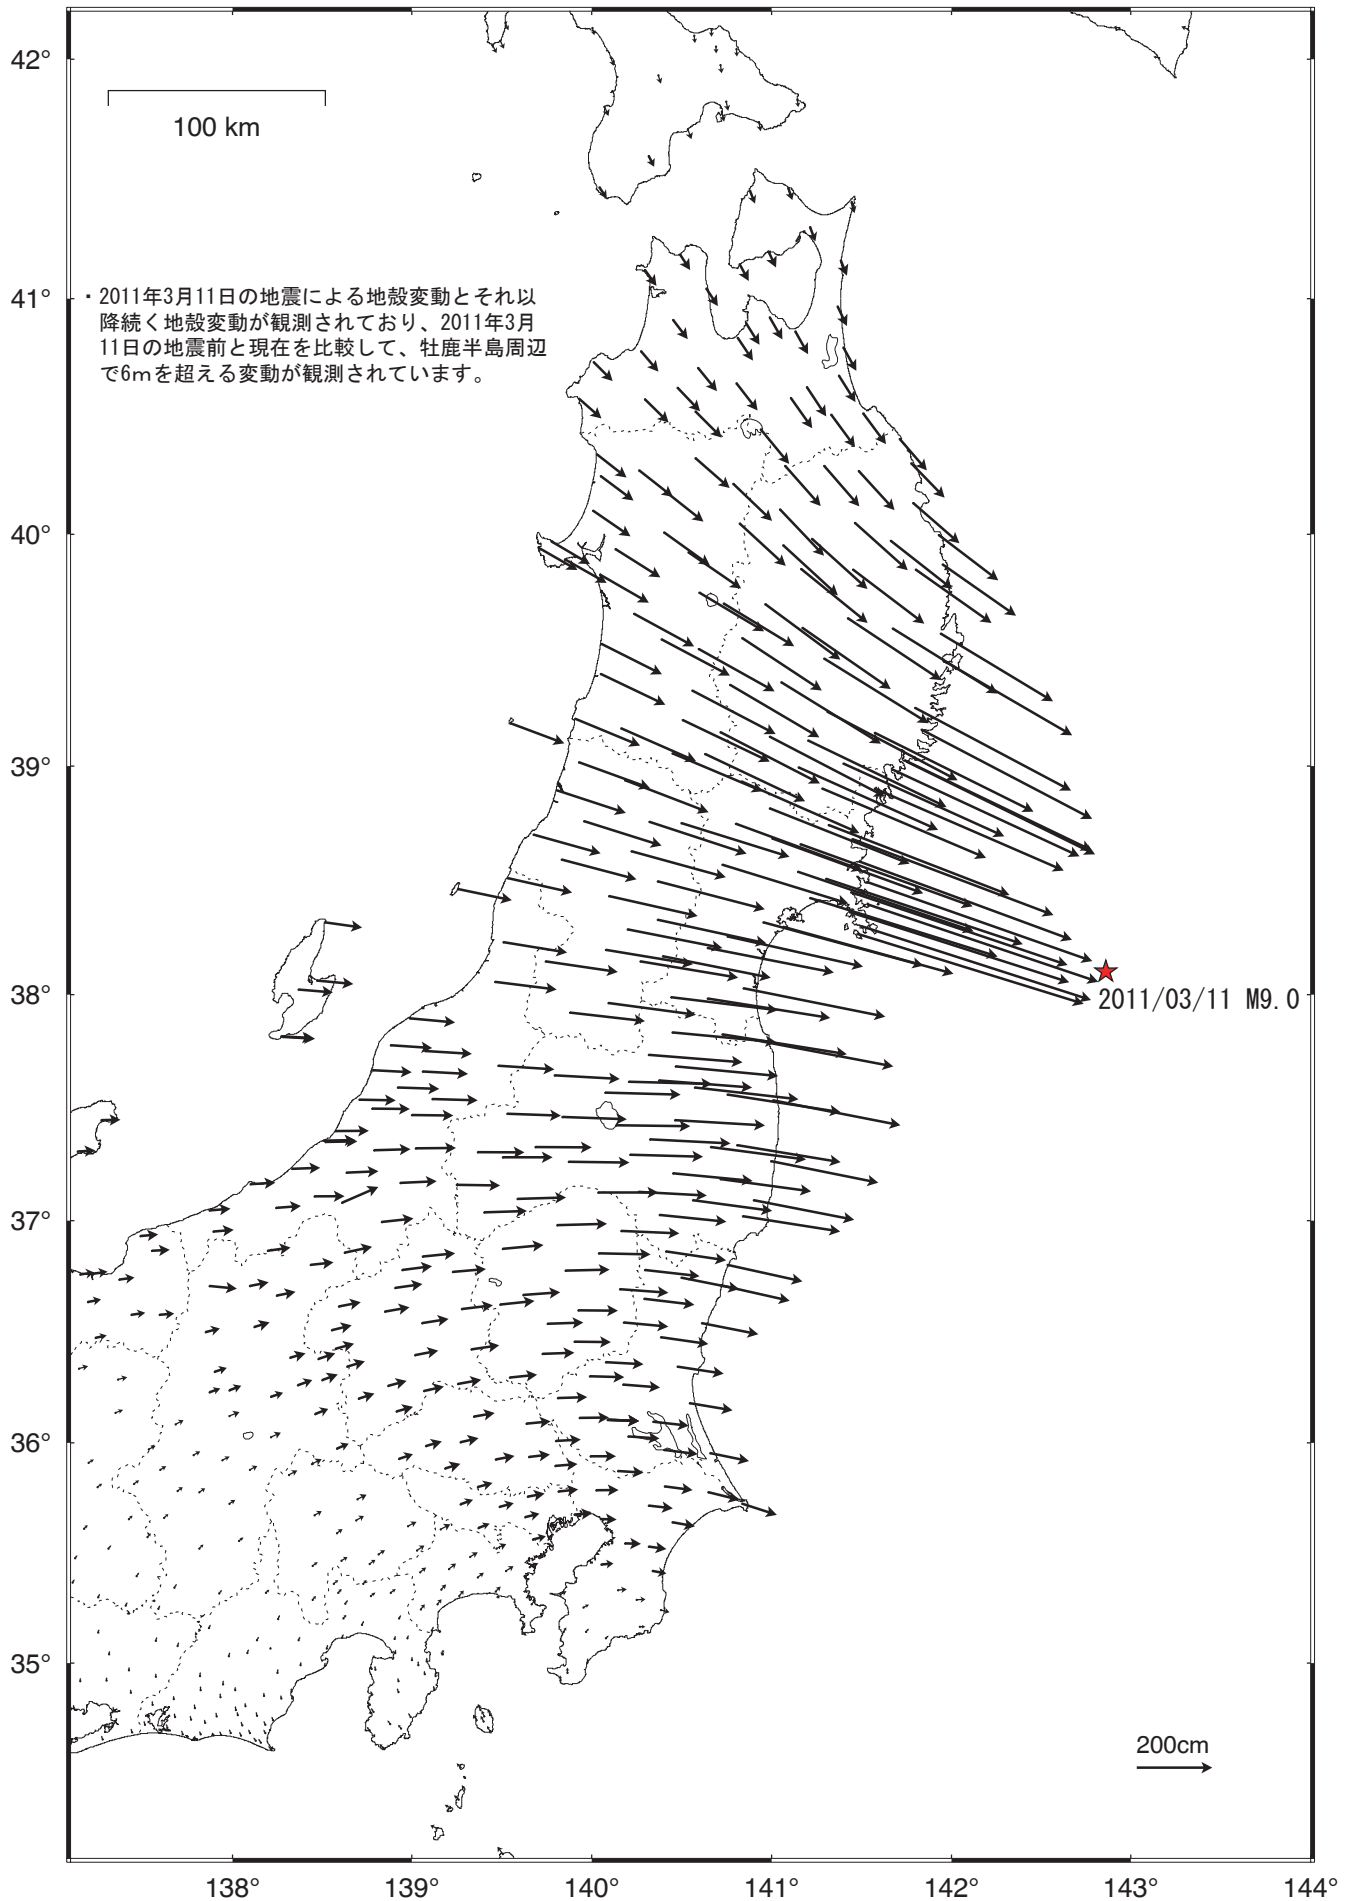 42°
100 km
41°
・2011年3月11日の地震による地殻変動とそれ以
降続く地殻変動が観測されており、2011年3月
11日の地震前と現在を比較して、牡鹿半島周辺
で6mを超える変動が観測されています。
40°
39°
38°
2011/03/11 M9.0
37°
36°
35°
200cm
138°
139°
140°
141°
142°
143°
144°